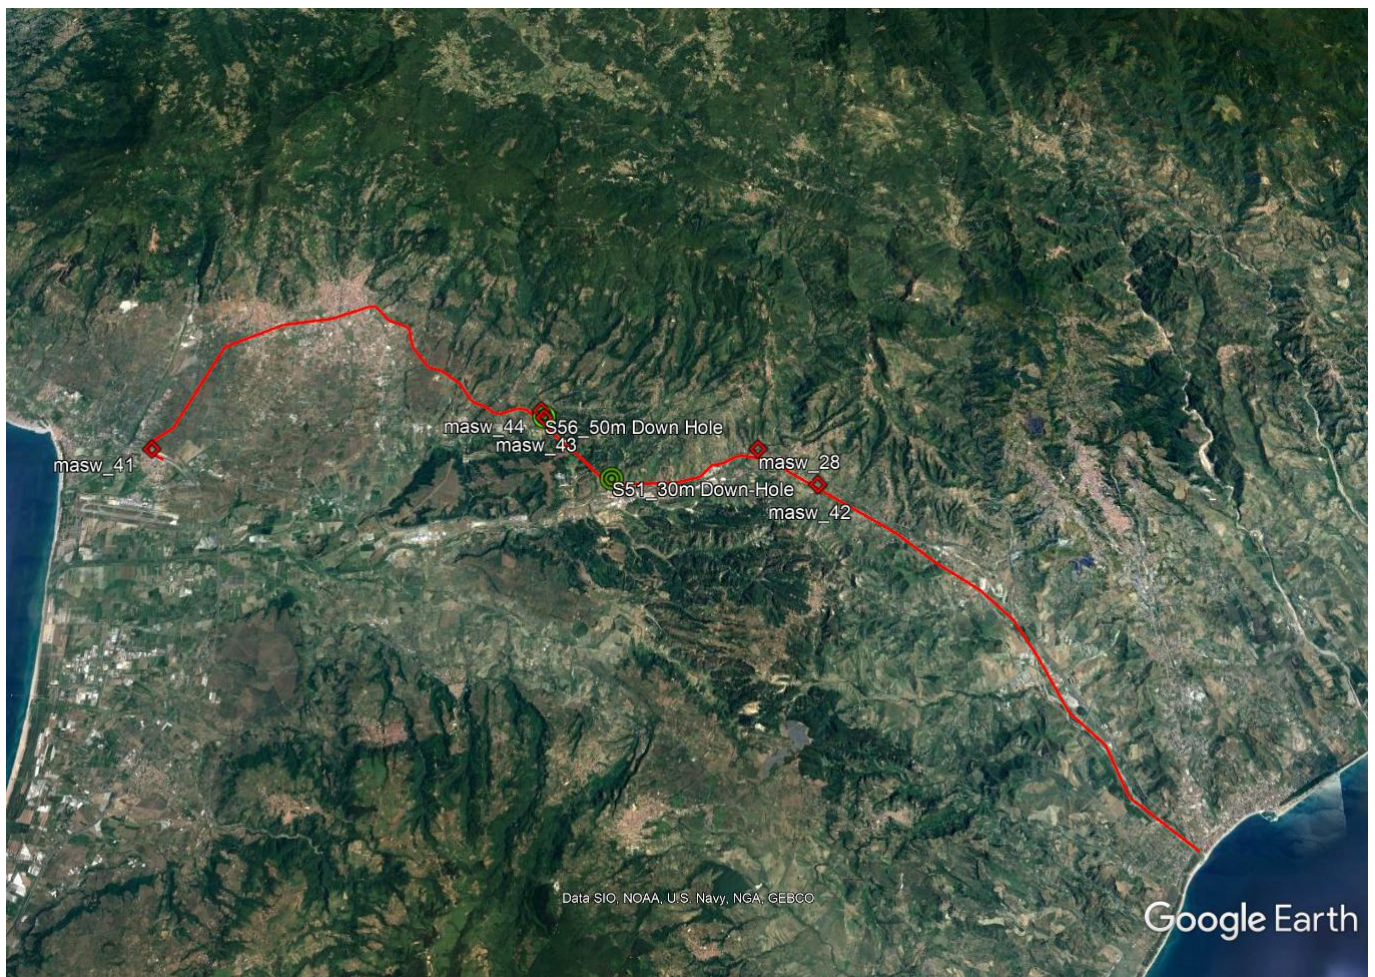 masw_44
S56_50m Down Hole
masw_43
masw_41
masw_28
S51_30m Down-Hole
masw_42
Data SIO, NOAA, U.S. Navy, NGA, GEBCO
Google Earth